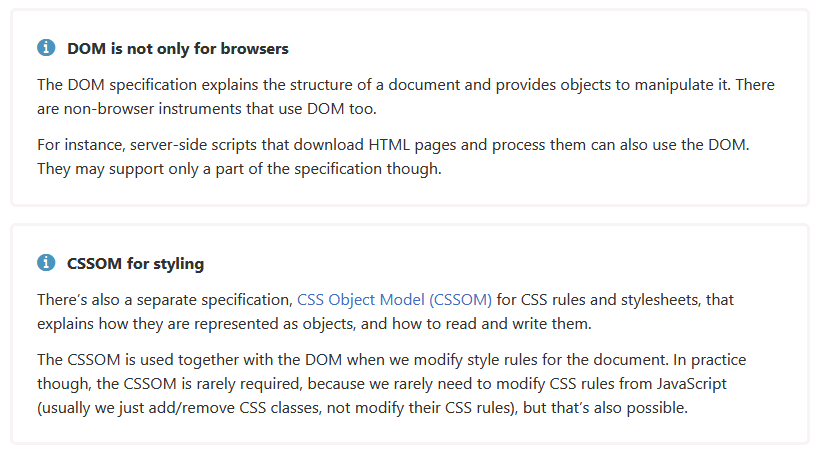 DOM is not only for browsers
The DOM specification explains the structure of a document and provides objects to manipulate it. There
are non-browser instruments that use DOM too.
For instance, server-side scripts that download HTML pages and process them can also use the DOM.
They may support only a part of the specification though.
CSSOM for styling
There’s also a separate specification, CSS Object Model (CSSOM) for CSS rules and stylesheets, that
explains how they are represented as objects, and how to read and write them.
The CSSOM is used together with the DOM when we modify style rules for the document. In practice
though, the CSSOM is rarely required, because we rarely need to modify CSS rules from JavaScript
(usually we just add/remove CSS classes, not modify their CSS rules), but that’s also possible.